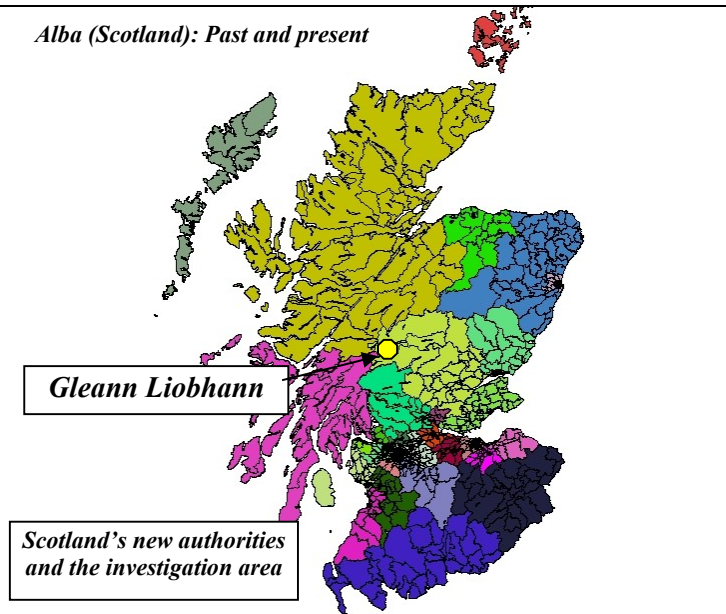 Alba (Scotland): Past and present
Gleann Liobhann
Scotland's new authorities
and the investigation area